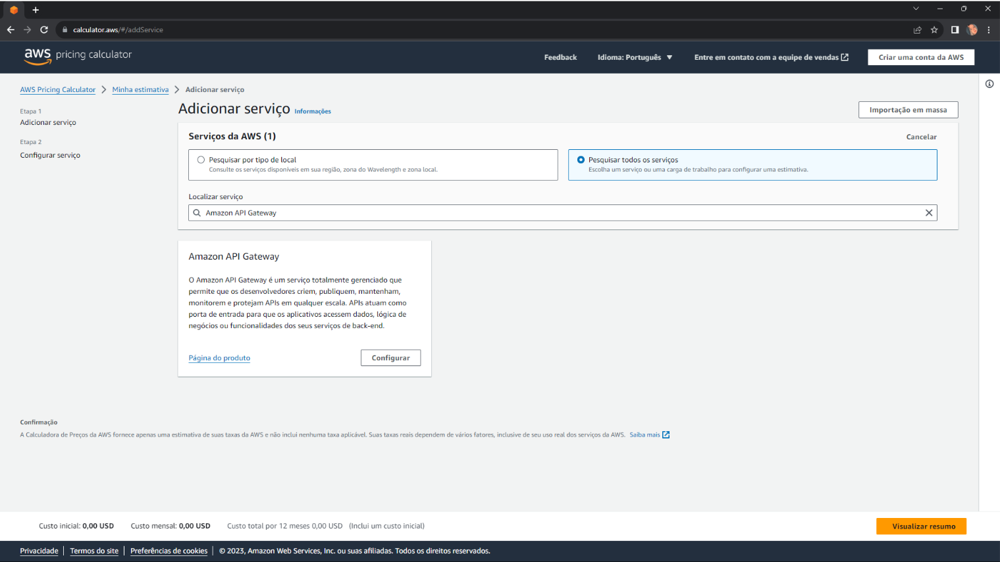 calculator.aws/#/addService
aws pricing calculator
Feedback
Idioma: Português
Entre em contato com a equipe de vendas
Criar uma conta da AWS
AWS Pricing Calculator
Minha estimativa
Adicionar serviço
Etapa 1
Adicionar serviço
Etapa 2
Configurar serviço
Adicionar serviço Informações
Importação em massa
Serviços da AWS (1)
Cancelar
Pesquisar por tipo de local
Consulte os serviços disponíveis em sua região, zona do Wavelength e zona local.
Pesquisar todos os serviços
Escolha um serviço ou uma carga de trabalho para configurar uma estimativa.
Localizar serviço
Amazon API Gateway
Amazon API Gateway
O Amazon API Gateway é um serviço totalmente gerenciado que
permite que os desenvolvedores criem, publiquem, mantenham,
monitorem e protejam APIs em qualquer escala. APIs atuam como
porta de entrada para que os aplicativos acessem dados, lógica de
negócios ou funcionalidades dos seus serviços de back-end.
Página do produto
Configurar
Confirmação
A Calculadora de Preços da AWS fornece apenas uma estimativa de suas taxas da AWS e não inclui nenhuma taxa aplicável. Suas taxas reais dependem de vários fatores, inclusive de seu uso real dos serviços da AWS. Saiba mais
Custo inicial: 0,00 USD
Custo mensal: 0,00 USD
Custo total por 12 meses 0,00 USD (Inclui um custo inicial)
Visualizar resumo
Privacidade
Termos do site
Preferências de cookies
© 2023, Amazon Web Services, Inc. ou suas afiliadas. Todos os direitos reservados.